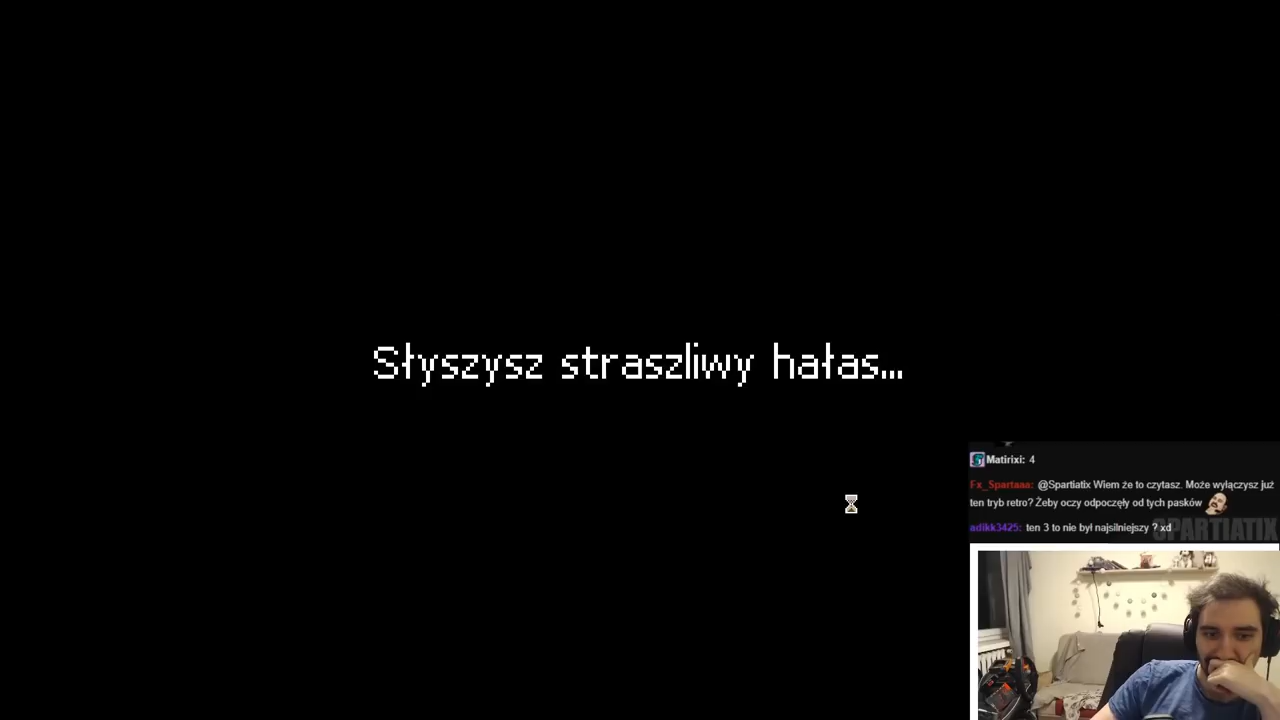 Słyszysz straszliwy hałas...
Matirixi: 4
Fx_Spartaaa: @Spartiatix Wiem że to czytasz. Może wyłączysz już
ten tryb retro? Żeby oczy odpoczęły od tych pasków
adikk3425: ten 3 to nie był najsilniejszy ? xd
SPARTIATIX